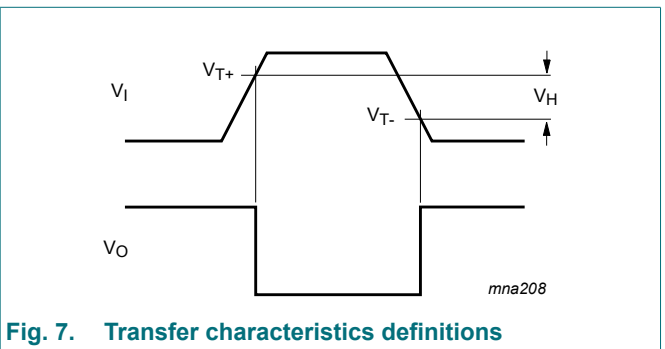 VT+
VI
VH
VT-
VO
mna208
Fig. 7. Transfer characteristics definitions